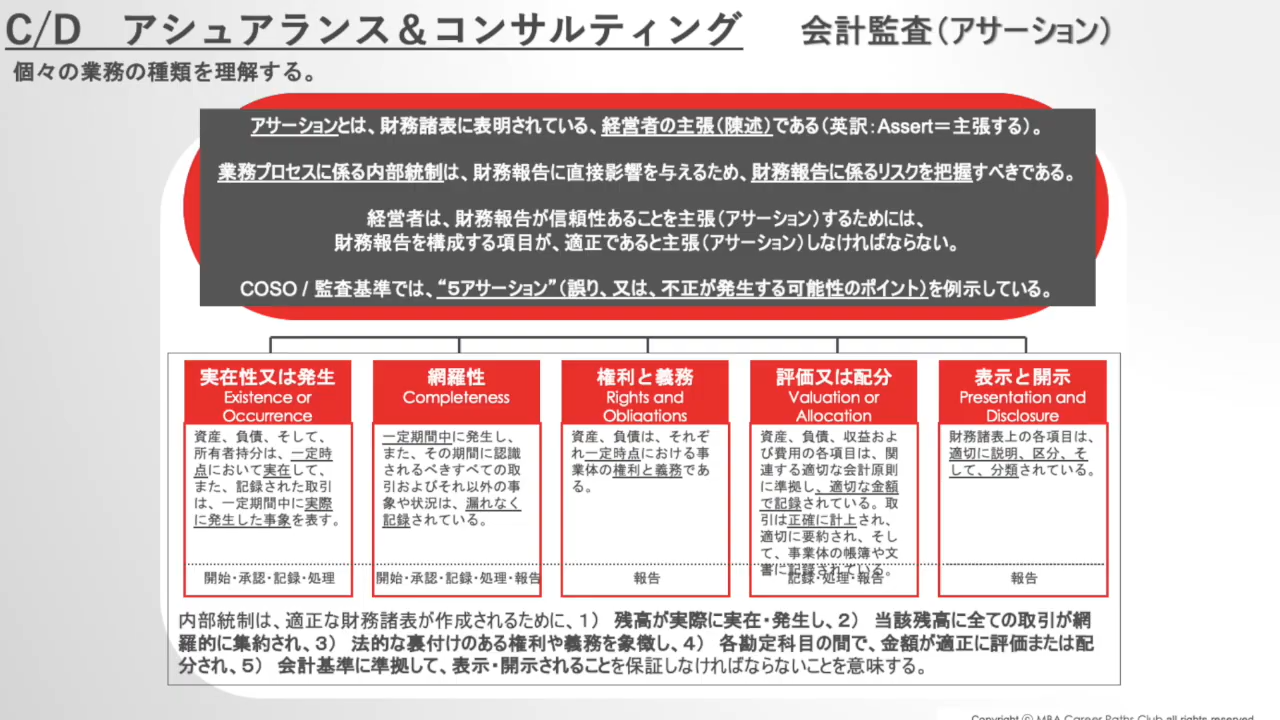 C/D　アシュアランス＆コンサルティング　会計監査（アサーション）
個々の業務の種類を理解する。
アサーションとは、財務諸表に表明されている、経営者の主張（陳述）である（英訳：Assert＝主張する）。
業務プロセスに係る内部統制は、財務報告に直接影響を与えるため、財務報告に係るリスクを把握すべきである。
経営者は、財務報告が信頼性あることを主張（アサーション）するためには、
財務報告を構成する項目が、適正であると主張（アサーション）しなければならない。
COSO / 監査基準では、“５アサーション”（誤り、又は、不正が発生する可能性のポイント）を例示している。
実在性又は発生
Existence or
Occurrence
資産、負債、そして、
所有者持分は、一定時
点において実在して、
また、記録された取引
は、一定期間中に実際
に発生した事象を表す。
開始・承認・記録・処理
網羅性
Completeness
一定期間中に発生し、
また、その期間に認識
されるべきすべての取
引およびそれ以外の事
象や状況は、漏れなく
記録されている。
開始・承認・記録・処理・報告
権利と義務
Rights and
Obligations
資産、負債は、それぞ
れ一定時点における事
業体の権利と義務であ
る。
報告
評価又は配分
Valuation or
Allocation
資産、負債、収益およ
び費用の各項目は、関
連する適切な会計原則
に準拠し、適切な金額
で記録されている。取
引は正確に計上され、
適切に要約され、そし
て、事業体の帳簿や文
書に記録されている。
記録・処理・報告
表示と開示
Presentation and
Disclosure
財務諸表上の各項目は、
適切に説明、区分、そ
して、分類されている。
報告
内部統制は、適正な財務諸表が作成されるために、１）　残高が実際に実在・発生し、２）　当該残高に全ての取引が網
羅的に集約され、３）　法的な裏付けのある権利や義務を象徴し、４）　各勘定科目の間で、金額が適正に評価または配
分され、５）　会計基準に準拠して、表示・開示されることを保証しなければならないことを意味する。
Copyright ⓒ MBA Career Paths Club all rights reserved